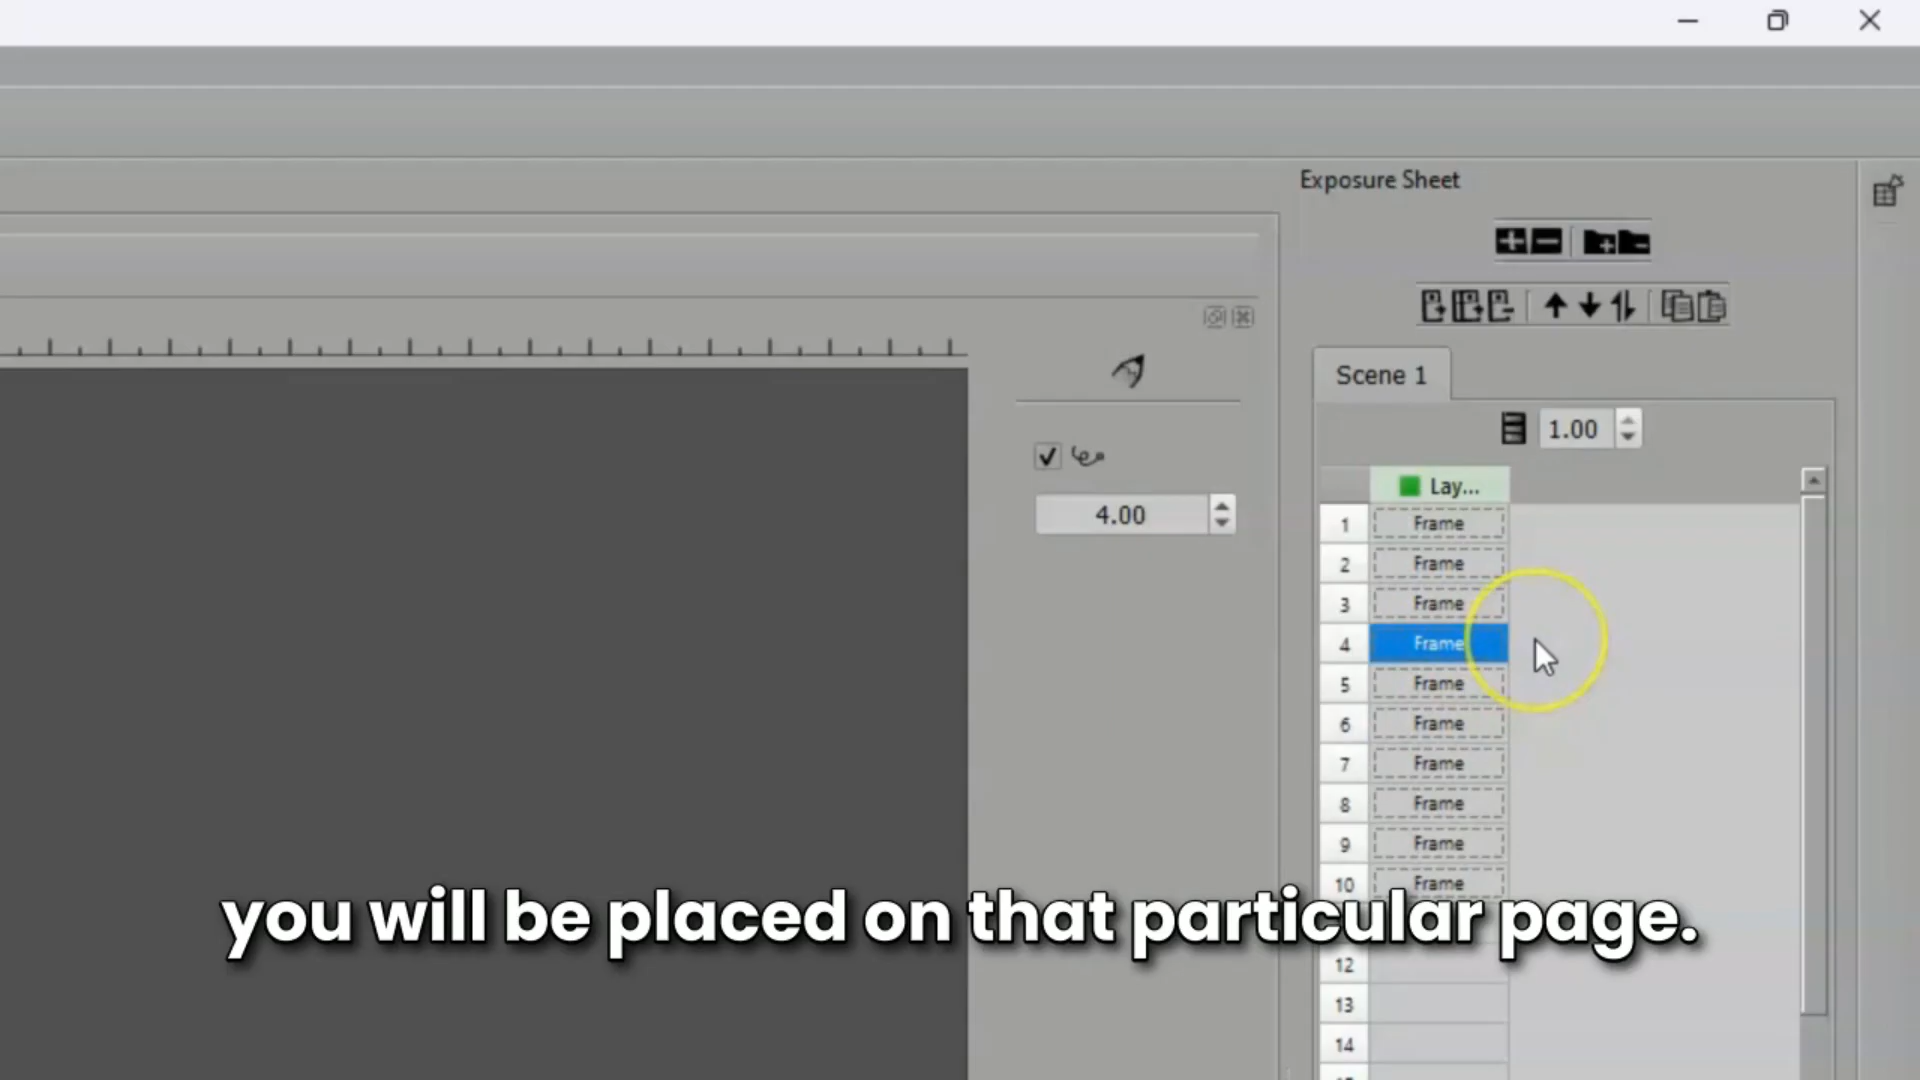 Exposure Sheet
Scene 1
1.00
Lay...
4.00
1 Frame
2 Frame
3 Frame
4 Frame
5 Frame
6 Frame
7 Frame
8 Frame
9 Frame
10 Frame
you will be placed on that particular page.
12
13
14